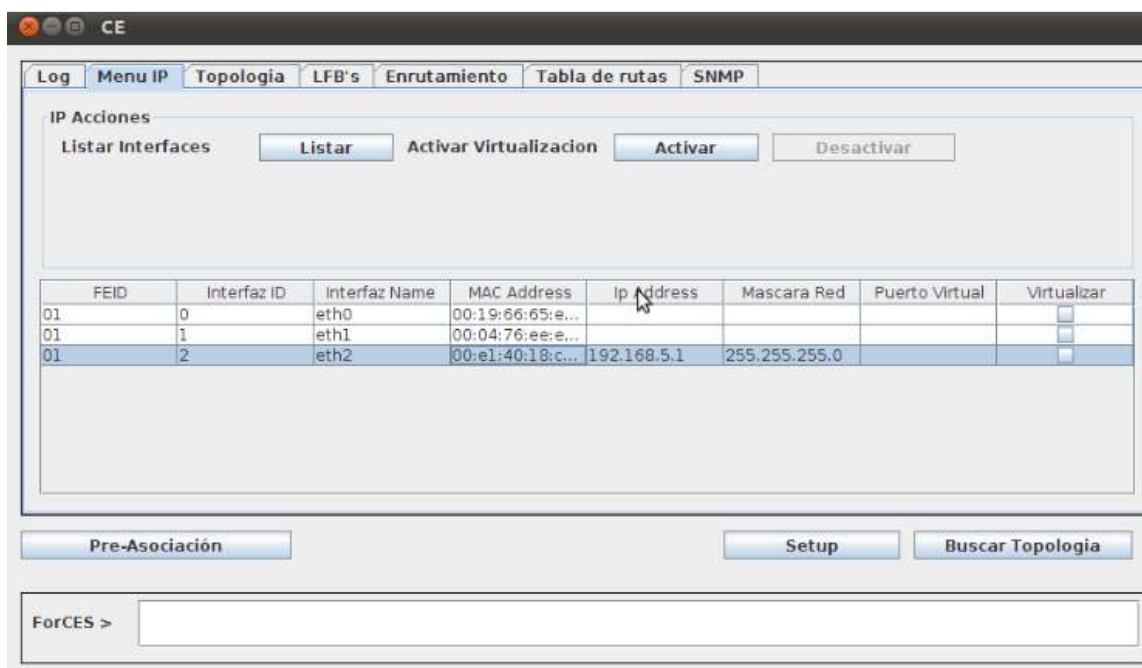 CE
Log Menu IP Topologia LFB's Enrutamiento Tabla de rutas SNMP
IP Acciones
Listar Interfaces Listar Activar Virtualizacion Activar Desactivar
FEID Interfaz ID Interfaz Name MAC Address Ip Address Mascara Red Puerto Virtual Virtualizar
01 0 eth0 00:19:66:65:e...
01 1 eth1 00:04:76:ee:e...
01 2 eth2 00:e1:40:18:c... 192.168.5.1 255.255.255.0
Pre-Asociación Setup Buscar Topologia
ForCES >